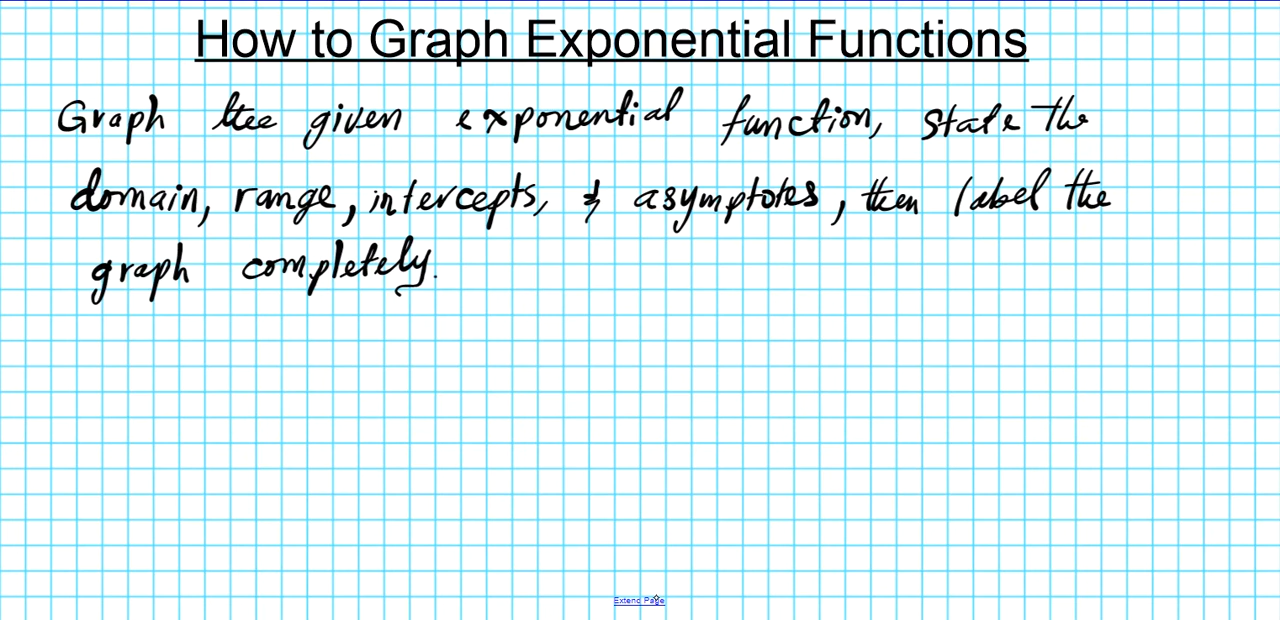 How to Graph Exponential Functions
Graph the given exponential function, state the
domain, range, intercepts, & asymptotes, then label the
graph completely.
Extend Page